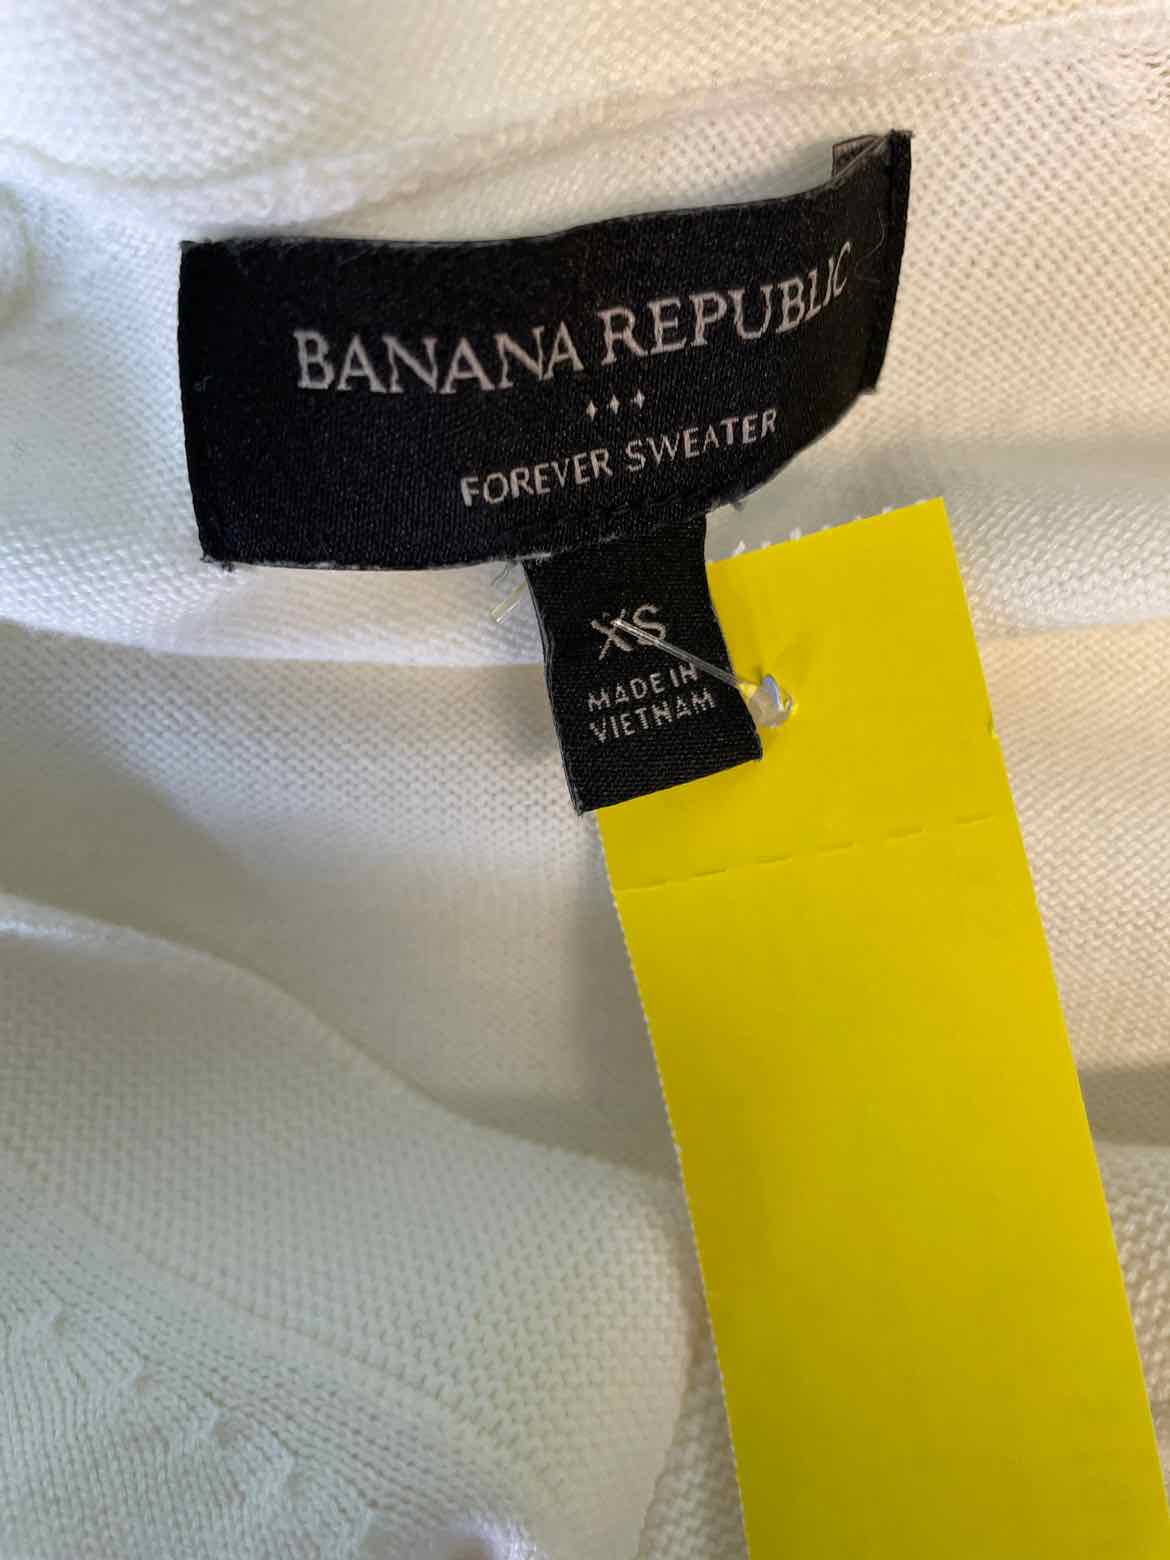 BANANA REPUBLIC
FOREVER SWEATER
XS
MADE IN
VIETNAM